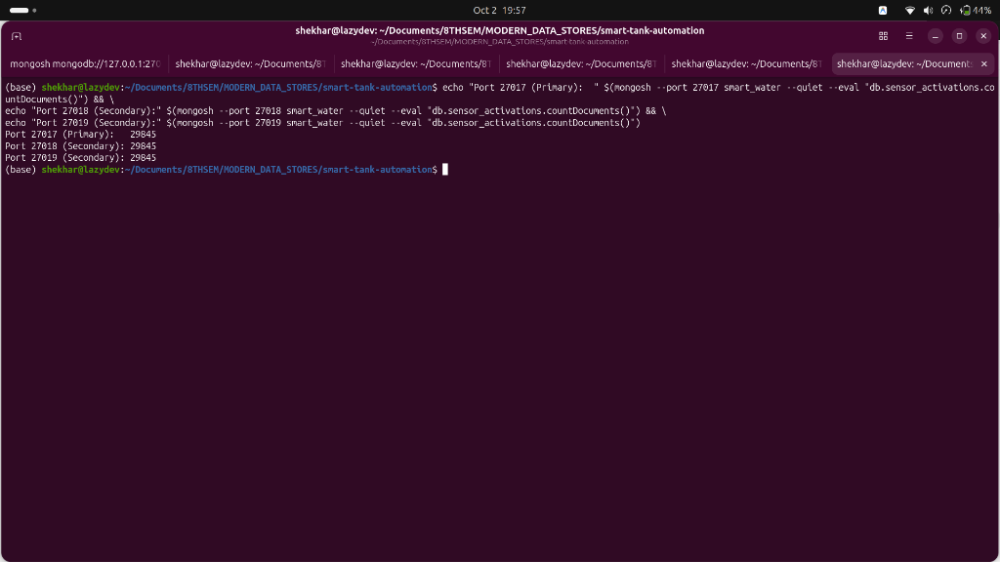 Oct 2 19:57
44%
shekhar@lazydev: ~/Documents/8THSEM/MODERN_DATA_STORES/smart-tank-automation
~/Documents/8THSEM/MODERN_DATA_STORES/smart-tank-automation
mongosh mongodb://127.0.0.1:270 shekhar@lazydev: ~/Documents/8T shekhar@lazydev: ~/Documents/8T shekhar@lazydev: ~/Documents/8T shekhar@lazydev: ~/Documents/8T shekhar@lazydev: ~/Document
(base) shekhar@lazydev:~/Documents/8THSEM/MODERN_DATA_STORES/smart-tank-automation$ echo "Port 27017 (Primary):  " $(mongosh --port 27017 smart_water --quiet --eval "db.sensor_activations.co
untDocuments()") && \
echo "Port 27018 (Secondary):" $(mongosh --port 27018 smart_water --quiet --eval "db.sensor_activations.countDocuments()") && \
echo "Port 27019 (Secondary):" $(mongosh --port 27019 smart_water --quiet --eval "db.sensor_activations.countDocuments()")
Port 27017 (Primary):   29845
Port 27018 (Secondary): 29845
Port 27019 (Secondary): 29845
(base) shekhar@lazydev:~/Documents/8THSEM/MODERN_DATA_STORES/smart-tank-automation$